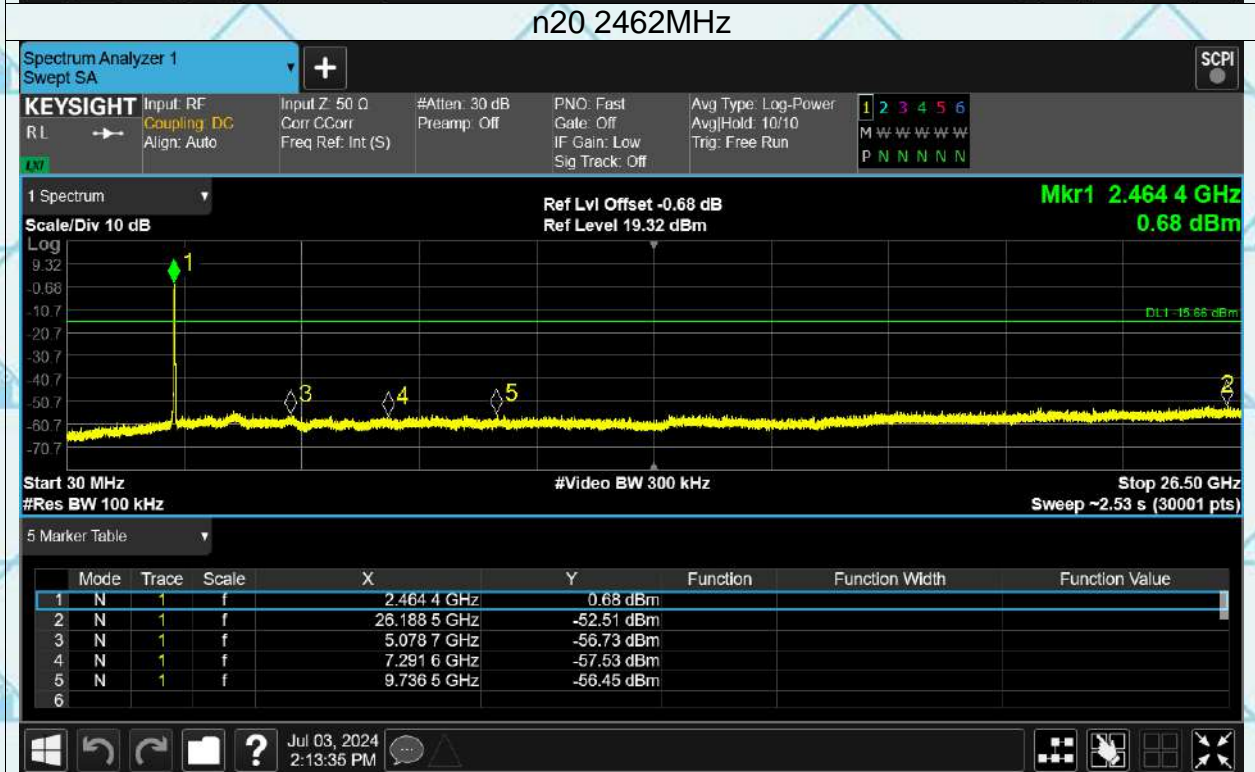 n20 2462MHz
Spectrum Analyzer 1
Swept SA
+
SCPI
KEYSIGHT
R L
LXI
Input: RF
Coupling: DC
Align: Auto
Input Z: 50 Ω
Corr CCorr
Freq Ref: Int (S)
#Atten: 30 dB
Preamp: Off
PNO: Fast
Gate: Off
IF Gain: Low
Sig Track: Off
Avg Type: Log-Power
Avg|Hold: 10/10
Trig: Free Run
1 2 3 4 5 6
M W W W W W
P N N N N N
1 Spectrum
Scale/Div 10 dB
Ref Lvl Offset -0.68 dB
Ref Level 19.32 dBm
Mkr1 2.464 4 GHz
0.68 dBm
Log
9.32
-0.68
-10.7
-20.7
-30.7
-40.7
-50.7
-60.7
-70.7
1
3
4
5
2
DL1 -15.66 dBm
Start 30 MHz
#Res BW 100 kHz
#Video BW 300 kHz
Stop 26.50 GHz
Sweep ~2.53 s (30001 pts)
5 Marker Table
Mode Trace Scale X Y Function Function Width Function Value
1 N 1 f 2.464 4 GHz 0.68 dBm
2 N 1 f 26.188 5 GHz -52.51 dBm
3 N 1 f 5.078 7 GHz -56.73 dBm
4 N 1 f 7.291 6 GHz -57.53 dBm
5 N 1 f 9.736 5 GHz -56.45 dBm
6
?
Jul 03, 2024
2:13:35 PM